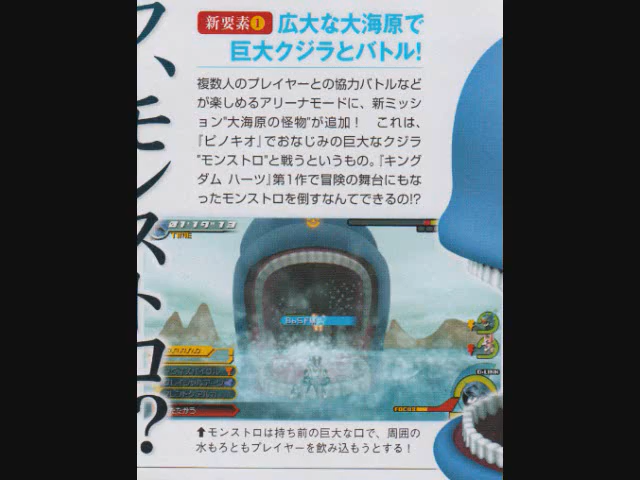 新要素① 広大な大海原で
巨大クジラとバトル!
複数人のプレイヤーとの協力バトルなど
が楽しめるアリーナモードに、新ミッシ
ョン"大海原の怪物"が追加! これは、
『ピノキオ』でおなじみの巨大なクジラ
"モンストロ"と戦うというもの。『キング
ダム ハーツ』第1作で冒険の舞台にもな
ったモンストロを倒すなんてできるの!?
フ、モンストロ?
TIME
FOCUS
たたかう
⬆モンストロは持ち前の巨大な口で、周囲の
水もろともプレイヤーを飲み込もうとする!